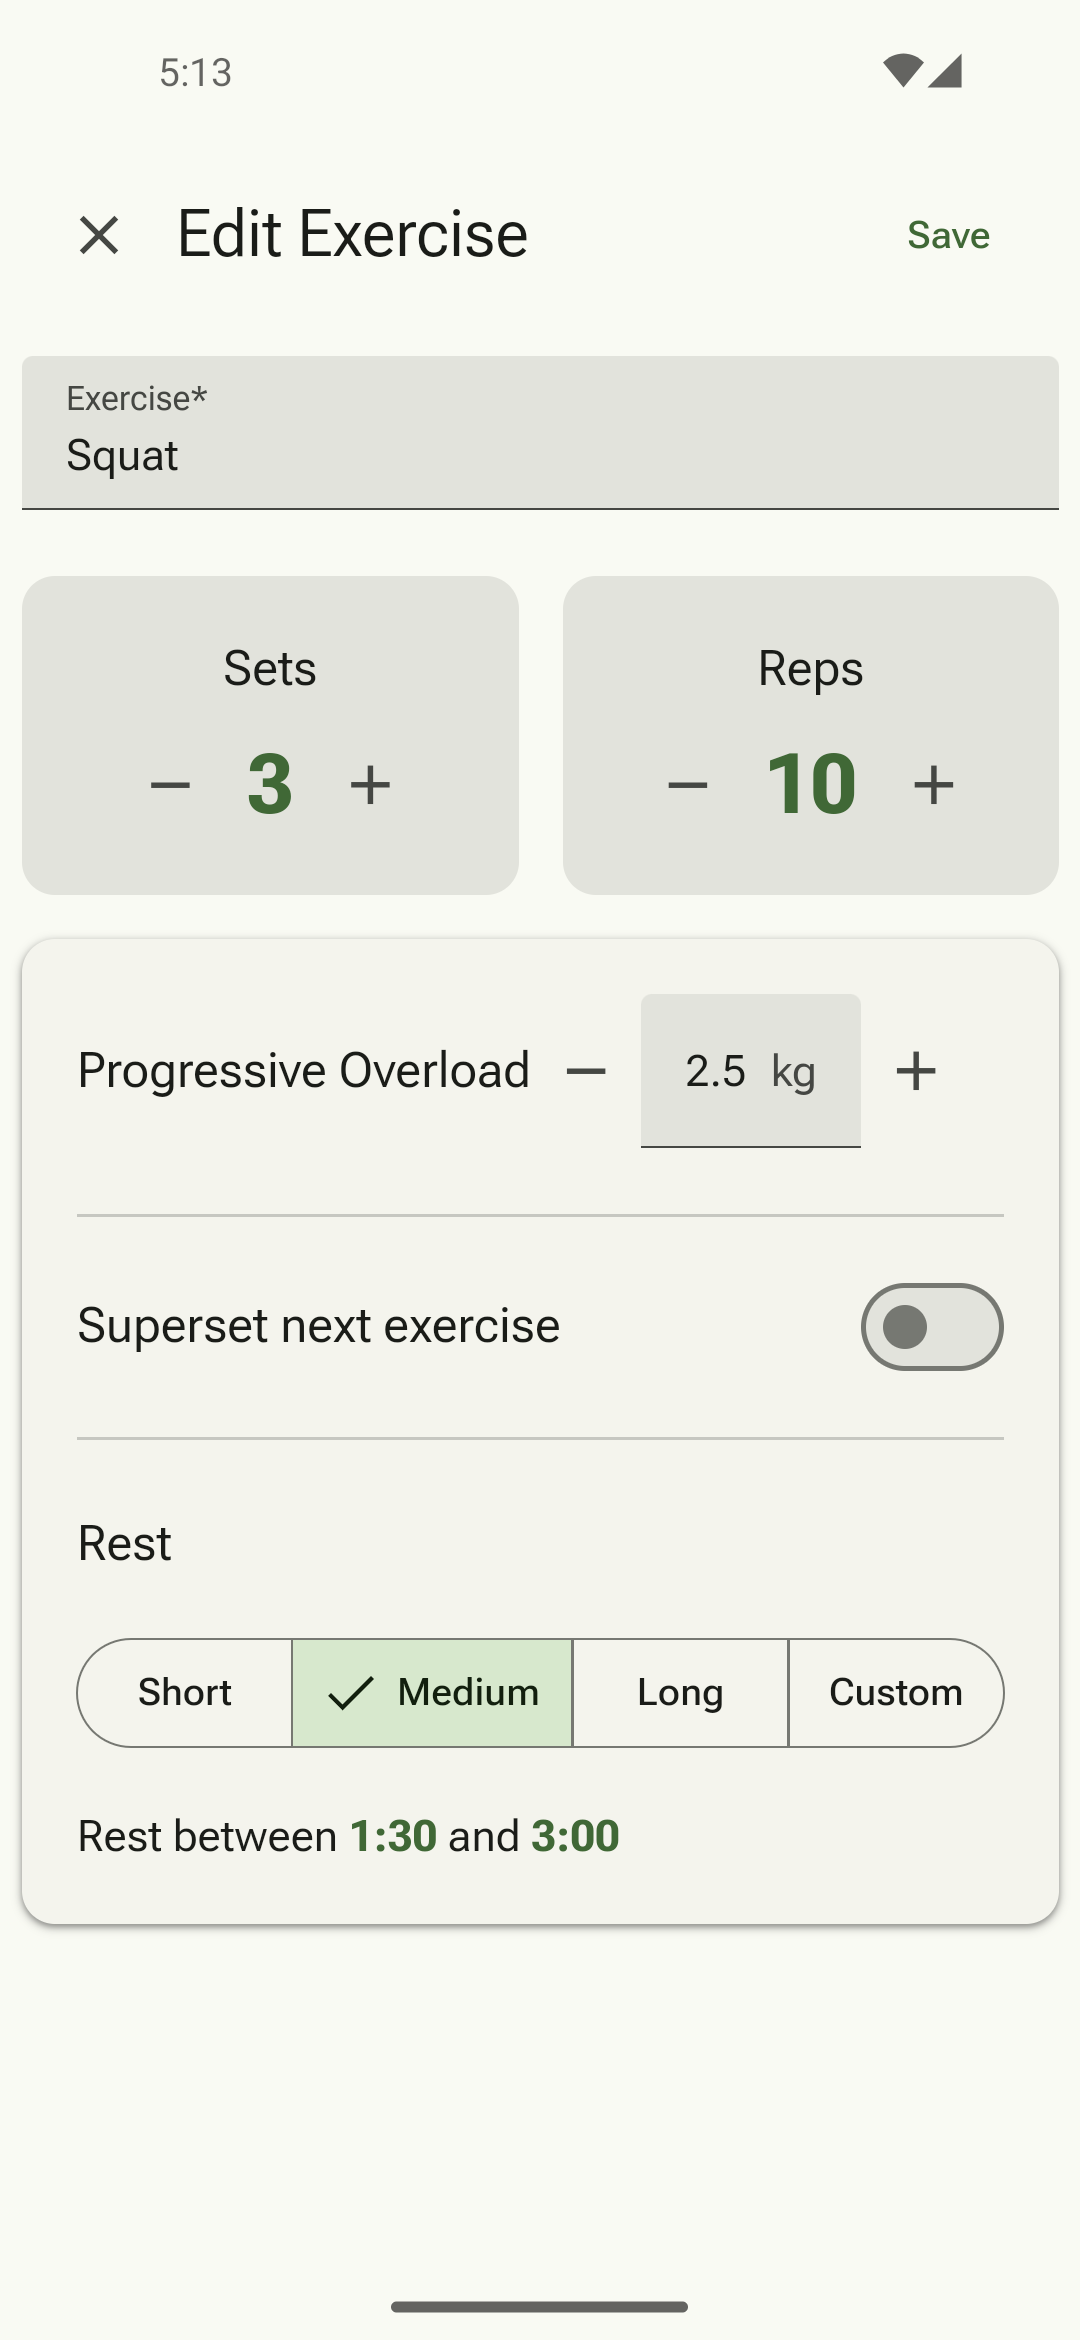 5:13
Edit Exercise
Save
Exercise*
Squat
Sets
Reps
3
10
Progressive Overload
2.5 kg
Superset next exercise
Rest
Short
Medium
Long
Custom
Rest between 1:30 and 3:00